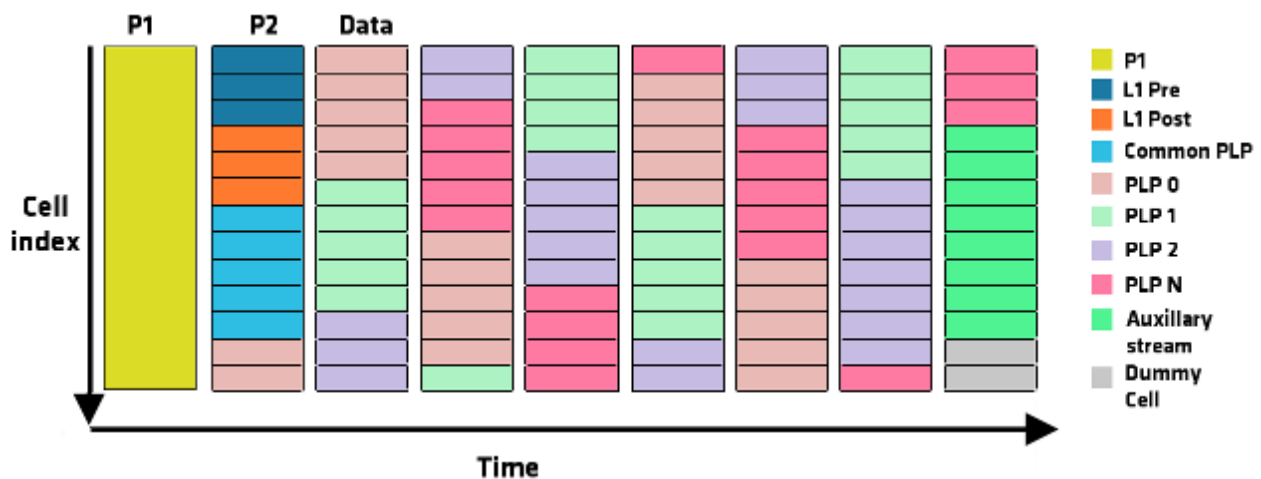 P1
P2
Data
Cell
index
Time
P1
L1 Pre
L1 Post
Common PLP
PLP 0
PLP 1
PLP 2
PLP N
Auxillary
stream
Dummy
Cell